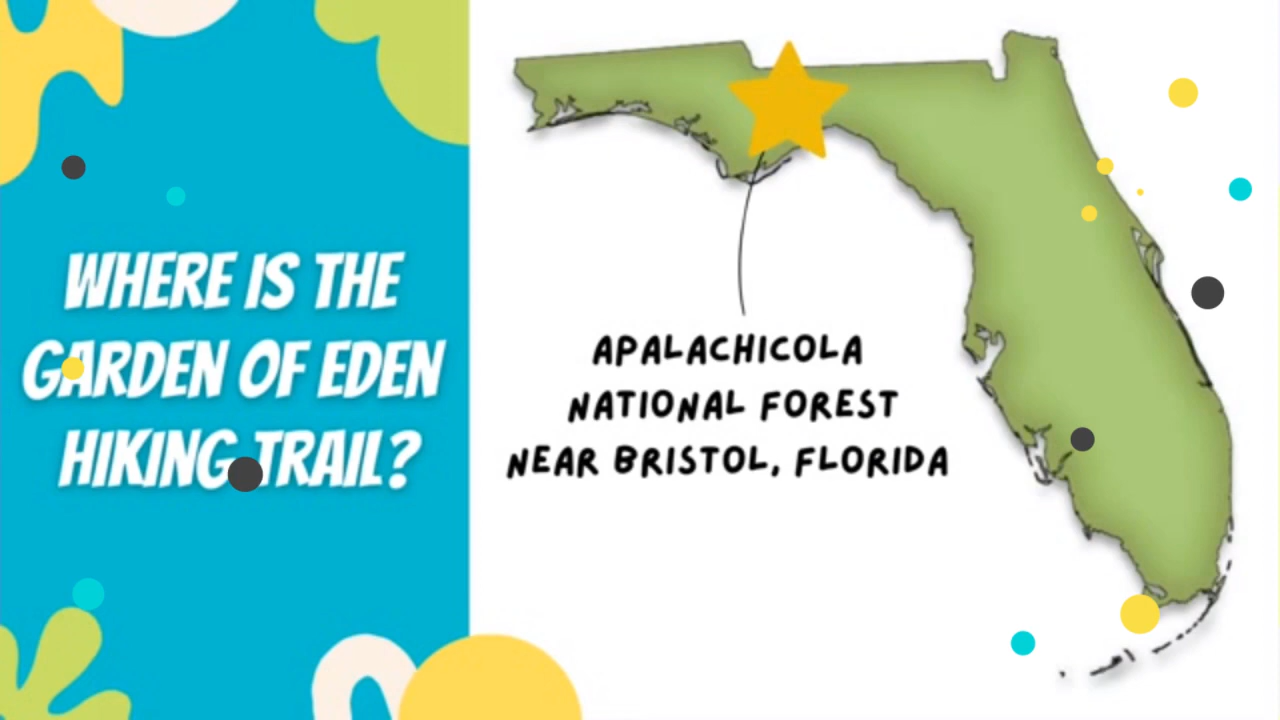 WHERE IS THE
GARDEN OF EDEN
HIKING TRAIL?
APALACHICOLA
NATIONAL FOREST
NEAR BRISTOL, FLORIDA